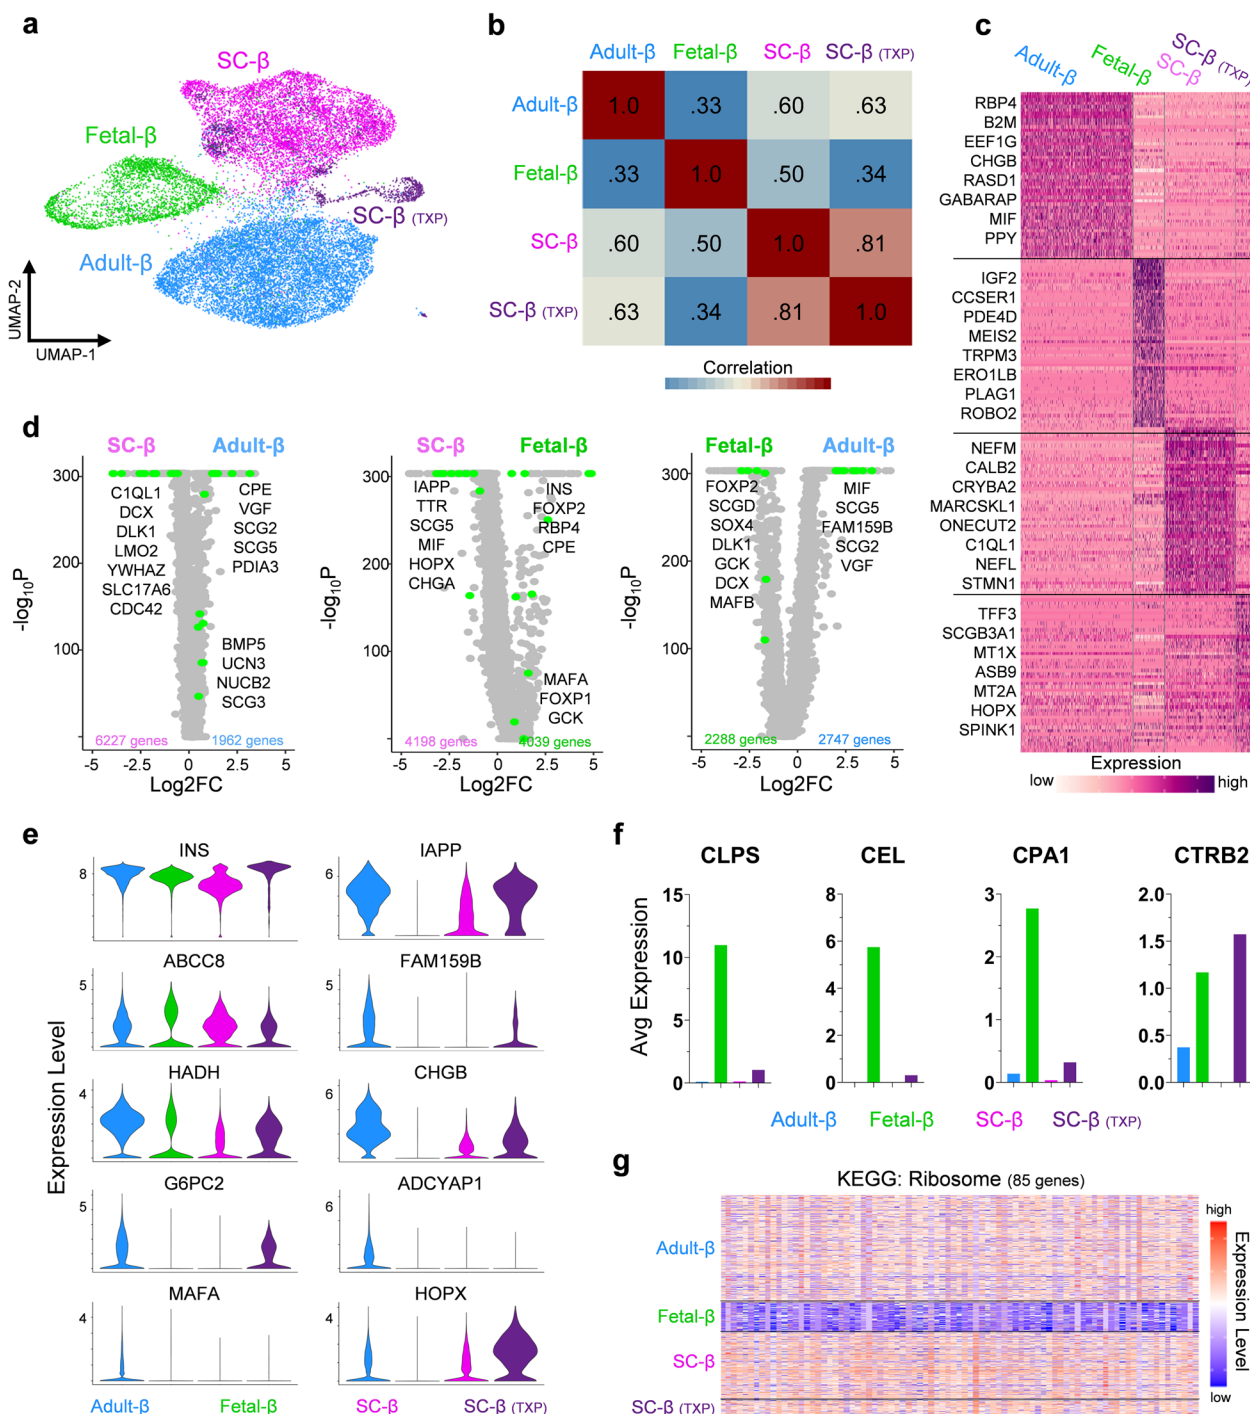 a
SC-β
Fetal-β
SC-β (TXP)
Adult-β
UMAP-2
UMAP-1
b
Adult-β Fetal-β SC-β SC-β (TXP)
Adult-β 1.0 .33 .60 .63
Fetal-β .33 1.0 .50 .34
SC-β .60 .50 1.0 .81
SC-β (TXP) .63 .34 .81 1.0
Correlation
c
Adult-β Fetal-β SC-β SC-β (TXP)
RBP4
B2M
EEF1G
CHGB
RASD1
GABARAP
MIF
PPY
IGF2
CCSER1
PDE4D
MEIS2
TRPM3
ERO1LB
PLAG1
ROBO2
NEFM
CALB2
CRYBA2
MARCSKL1
ONECUT2
C1QL1
NEFL
STMN1
TFF3
SCGB3A1
MT1X
ASB9
MT2A
HOPX
SPINK1
Expression
low high
d
SC-β Adult-β
-log10P
300
200
100
C1QL1
DCX
DLK1
LMO2
YWHAZ
SLC17A6
CDC42
CPE
VGF
SCG2
SCG5
PDIA3
BMP5
UCN3
NUCB2
SCG3
6227 genes 1962 genes
-5 -2.5 0 2.5 5
Log2FC
SC-β Fetal-β
-log10P
300
200
100
IAPP
TTR
SCG5
MIF
HOPX
CHGA
INS
FOXP2
RBP4
CPE
MAFA
FOXP1
GCK
4198 genes 4039 genes
-5 -2.5 0 2.5 5
Log2FC
Fetal-β Adult-β
-log10P
300
200
100
FOXP2
SCGD
SOX4
DLK1
GCK
DCX
MAFB
MIF
SCG5
FAM159B
SCG2
VGF
2288 genes 2747 genes
-5 -2.5 0 2.5 5
Log2FC
e
Expression Level
INS
8
IAPP
6
ABCC8
5
FAM159B
5
HADH
4
CHGB
6
G6PC2
5
ADCYAP1
6
MAFA
4
HOPX
4
Adult-β Fetal-β SC-β SC-β (TXP)
f
Avg Expression
CLPS
15
10
5
0
CEL
8
6
4
2
0
CPA1
3
2
1
0
CTRB2
2.0
1.5
1.0
0.5
0.0
Adult-β Fetal-β SC-β SC-β (TXP)
g
KEGG: Ribosome (85 genes)
Adult-β
Fetal-β
SC-β
SC-β (TXP)
high
Expression Level
low